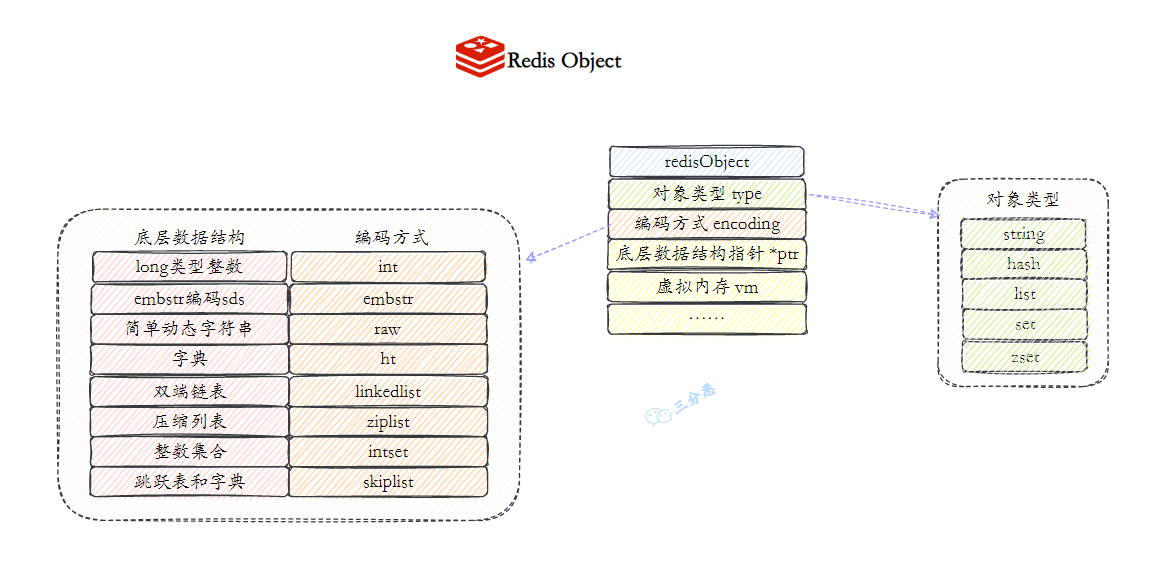 Redis Object
redisObject
对象类型 type
编码方式 encoding
底层数据结构指针 *ptr
虚拟内存 vm
……
底层数据结构 编码方式
long类型整数 int
embstr编码sds embstr
简单动态字符串 raw
字典 ht
双端链表 linkedlist
压缩列表 ziplist
整数集合 intset
跳跃表和字典 skiplist
对象类型
string
hash
list
set
zset
三分恶